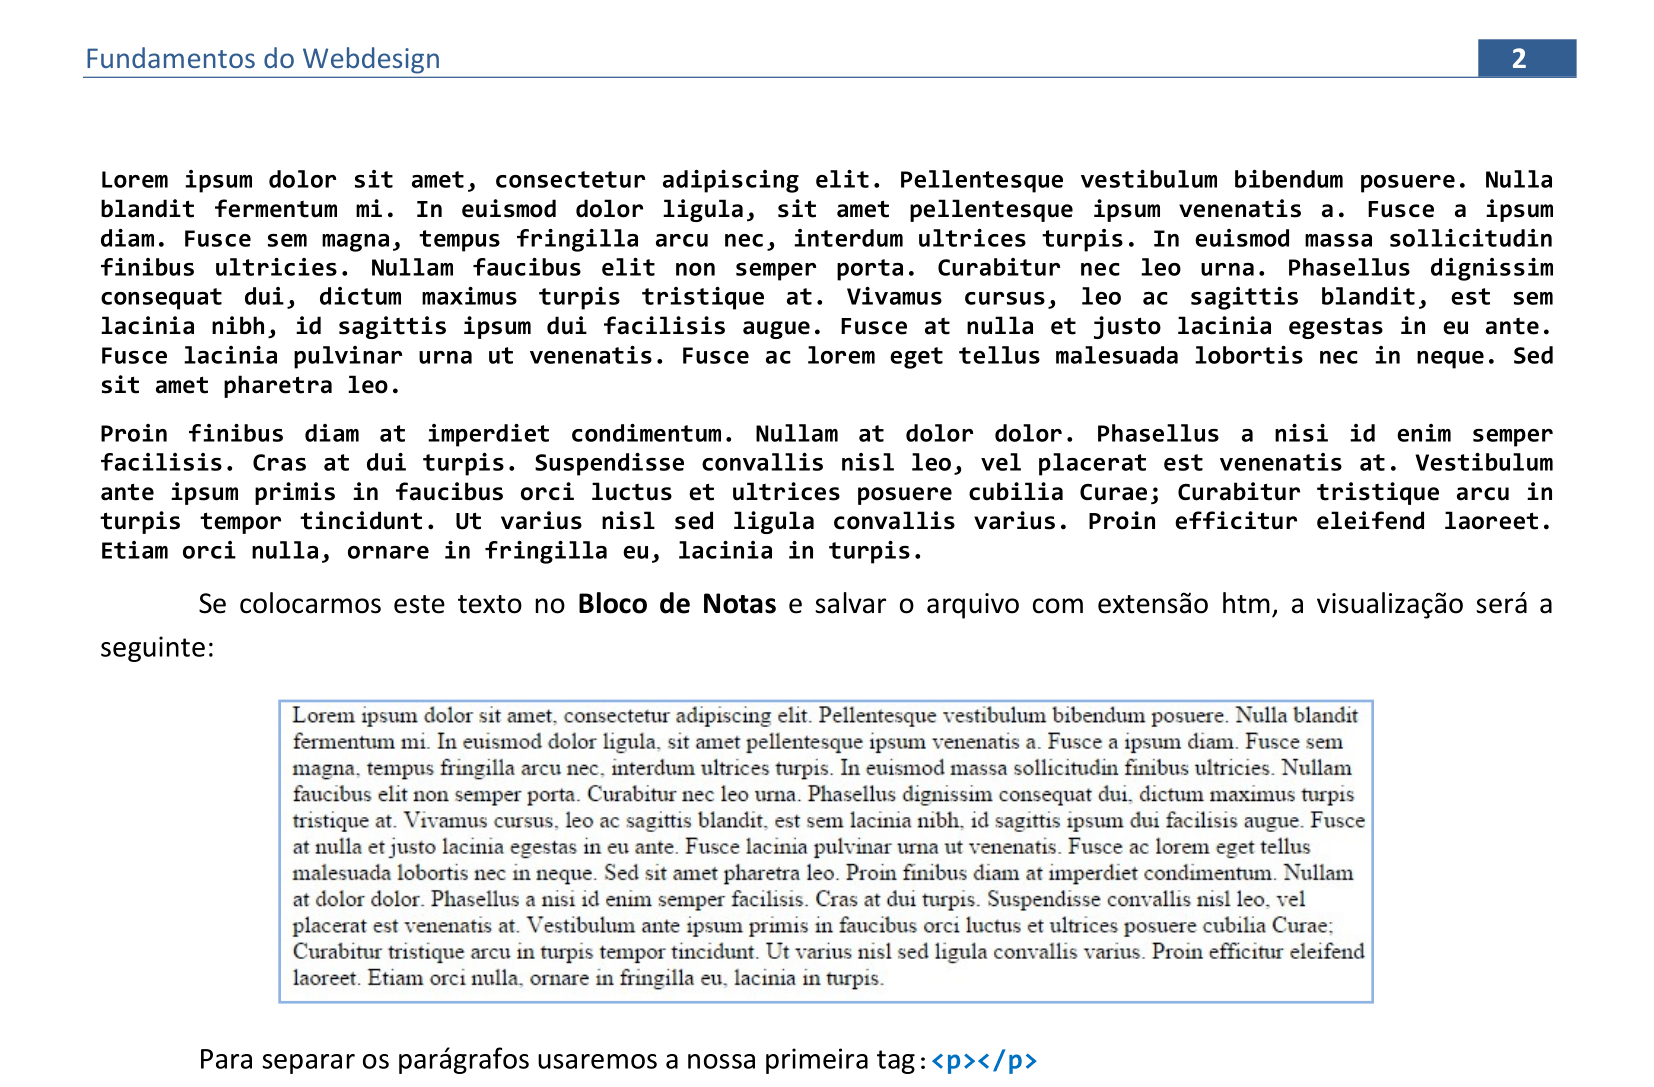 Fundamentos do Webdesign 2
Lorem ipsum dolor sit amet, consectetur adipiscing elit. Pellentesque vestibulum bibendum posuere. Nulla
blandit fermentum mi. In euismod dolor ligula, sit amet pellentesque ipsum venenatis a. Fusce a ipsum
diam. Fusce sem magna, tempus fringilla arcu nec, interdum ultrices turpis. In euismod massa sollicitudin
finibus ultricies. Nullam faucibus elit non semper porta. Curabitur nec leo urna. Phasellus dignissim
consequat dui, dictum maximus turpis tristique at. Vivamus cursus, leo ac sagittis blandit, est sem
lacinia nibh, id sagittis ipsum dui facilisis augue. Fusce at nulla et justo lacinia egestas in eu ante.
Fusce lacinia pulvinar urna ut venenatis. Fusce ac lorem eget tellus malesuada lobortis nec in neque. Sed
sit amet pharetra leo.
Proin finibus diam at imperdiet condimentum. Nullam at dolor dolor. Phasellus a nisi id enim semper
facilisis. Cras at dui turpis. Suspendisse convallis nisl leo, vel placerat est venenatis at. Vestibulum
ante ipsum primis in faucibus orci luctus et ultrices posuere cubilia Curae; Curabitur tristique arcu in
turpis tempor tincidunt. Ut varius nisl sed ligula convallis varius. Proin efficitur eleifend laoreet.
Etiam orci nulla, ornare in fringilla eu, lacinia in turpis.
Se colocarmos este texto no Bloco de Notas e salvar o arquivo com extensão htm, a visualização será a
seguinte:
Lorem ipsum dolor sit amet, consectetur adipiscing elit. Pellentesque vestibulum bibendum posuere. Nulla blandit
fermentum mi. In euismod dolor ligula, sit amet pellentesque ipsum venenatis a. Fusce a ipsum diam. Fusce sem
magna, tempus fringilla arcu nec, interdum ultrices turpis. In euismod massa sollicitudin finibus ultricies. Nullam
faucibus elit non semper porta. Curabitur nec leo urna. Phasellus dignissim consequat dui, dictum maximus turpis
tristique at. Vivamus cursus, leo ac sagittis blandit, est sem lacinia nibh, id sagittis ipsum dui facilisis augue. Fusce
at nulla et justo lacinia egestas in eu ante. Fusce lacinia pulvinar urna ut venenatis. Fusce ac lorem eget tellus
malesuada lobortis nec in neque. Sed sit amet pharetra leo. Proin finibus diam at imperdiet condimentum. Nullam
at dolor dolor. Phasellus a nisi id enim semper facilisis. Cras at dui turpis. Suspendisse convallis nisl leo, vel
placerat est venenatis at. Vestibulum ante ipsum primis in faucibus orci luctus et ultrices posuere cubilia Curae;
Curabitur tristique arcu in turpis tempor tincidunt. Ut varius nisl sed ligula convallis varius. Proin efficitur eleifend
laoreet. Etiam orci nulla, ornare in fringilla eu, lacinia in turpis.
Para separar os parágrafos usaremos a nossa primeira tag:<p></p>